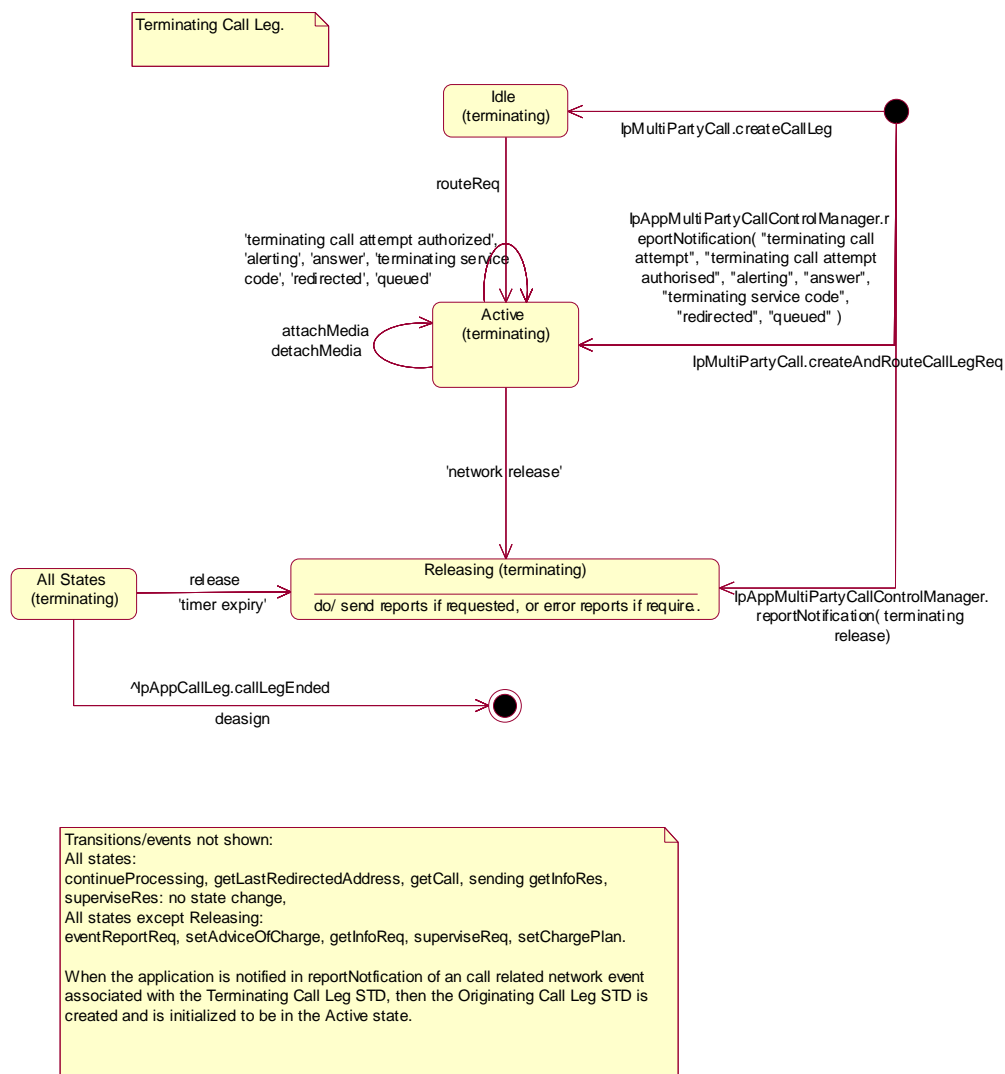 Terminating Call Leg.
Idle
(terminating)
IpMultiPartyCall.createCallLeg
routeReq
IpAppMultiPartyCallControlManager.r
eportNotification( "terminating call
attempt", "terminating call attempt
authorised", "alerting", "answer",
"terminating service code",
"redirected", "queued" )
'terminating call attempt authorized',
'alerting', 'answer', 'terminating service
code', 'redirected', 'queued'
Active
(terminating)
attachMedia
detachMedia
IpMultiPartyCall.createAndRouteCallLegReq
'network release'
All States
(terminating)
release
'timer expiry'
Releasing (terminating)
do/ send reports if requested, or error reports if require..
IpAppMultiPartyCallControlManager.
reportNotification( terminating
release)
^IpAppCallLeg.callLegEnded
deasign
Transitions/events not shown:
All states:
continueProcessing, getLastRedirectedAddress, getCall, sending getInfoRes,
superviseRes: no state change,
All states except Releasing:
eventReportReq, setAdviceOfCharge, getInfoReq, superviseReq, setChargePlan.
When the application is notified in reportNotfication of an call related network event
associated with the Terminating Call Leg STD, then the Originating Call Leg STD is
created and is initialized to be in the Active state.